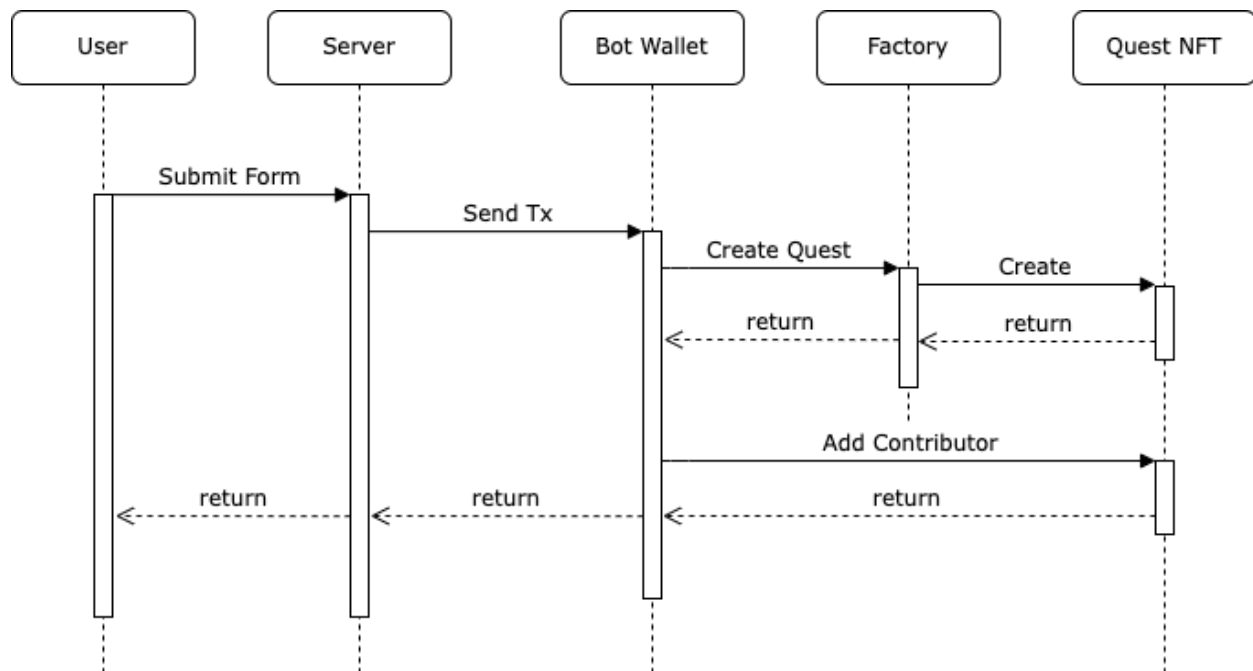 User
Server
Bot Wallet
Factory
Quest NFT
Submit Form
Send Tx
Create Quest
Create
return
return
Add Contributor
return
return
return